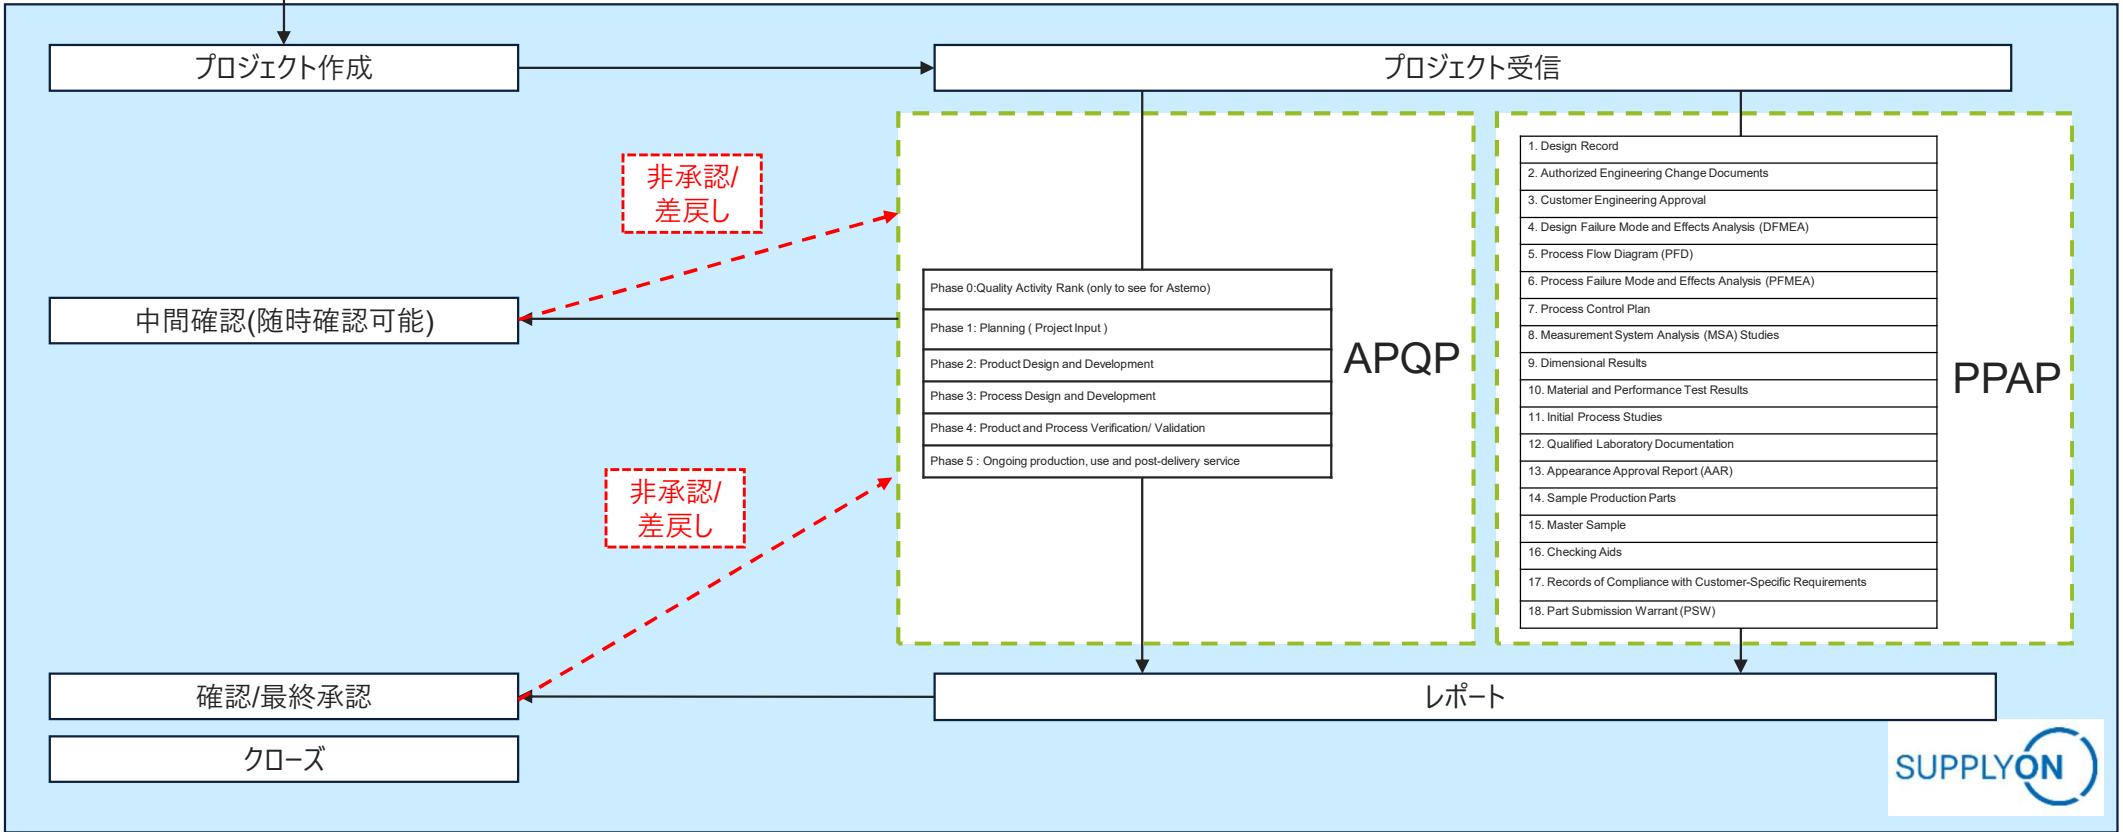 プロジェクト作成
プロジェクト受信
非承認/
差戻し
中間確認(随時確認可能)
非承認/
差戻し
確認/最終承認
クローズ
Phase 0:Quality Activity Rank (only to see for Astemo)
Phase 1: Planning ( Project Input )
Phase 2: Product Design and Development
Phase 3: Process Design and Development
Phase 4: Product and Process Verification/ Validation
Phase 5 : Ongoing production, use and post-delivery service
APQP
1. Design Record
2. Authorized Engineering Change Documents
3. Customer Engineering Approval
4. Design Failure Mode and Effects Analysis (DFMEA)
5. Process Flow Diagram (PFD)
6. Process Failure Mode and Effects Analysis (PFMEA)
7. Process Control Plan
8. Measurement System Analysis (MSA) Studies
9. Dimensional Results
10. Material and Performance Test Results
11. Initial Process Studies
12. Qualified Laboratory Documentation
13. Appearance Approval Report (AAR)
14. Sample Production Parts
15. Master Sample
16. Checking Aids
17. Records of Compliance with Customer-Specific Requirements
18. Part Submission Warrant (PSW)
PPAP
レポート
SUPPLYON